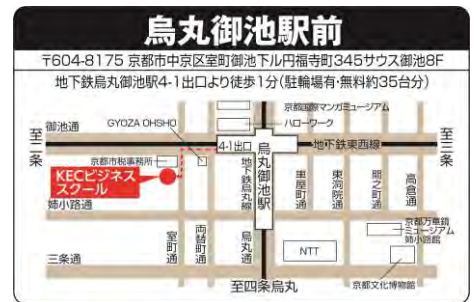 烏丸御池駅前
〒604-8175 京都市中京区室町御池下ル円福寺町345サウス御池8F
地下鉄烏丸御池駅4-1出口より徒歩1分(駐輪場有・無料約35台分)
京都国際マンガミュージアム
御池通
GYOZA OHSHO
ハローワーク
至二条
4-1出口
烏丸御池駅
地下鉄東西線
至二条
京都市税事務所
KECビジネス
スクール
地下鉄烏丸線
車屋町通
東洞院通
間之町通
高倉通
姉小路通
室町通
両替町通
烏丸通
京都万華鏡
ミュージアム
姉小路館
NTT
三条通
至四条烏丸
京都文化博物館